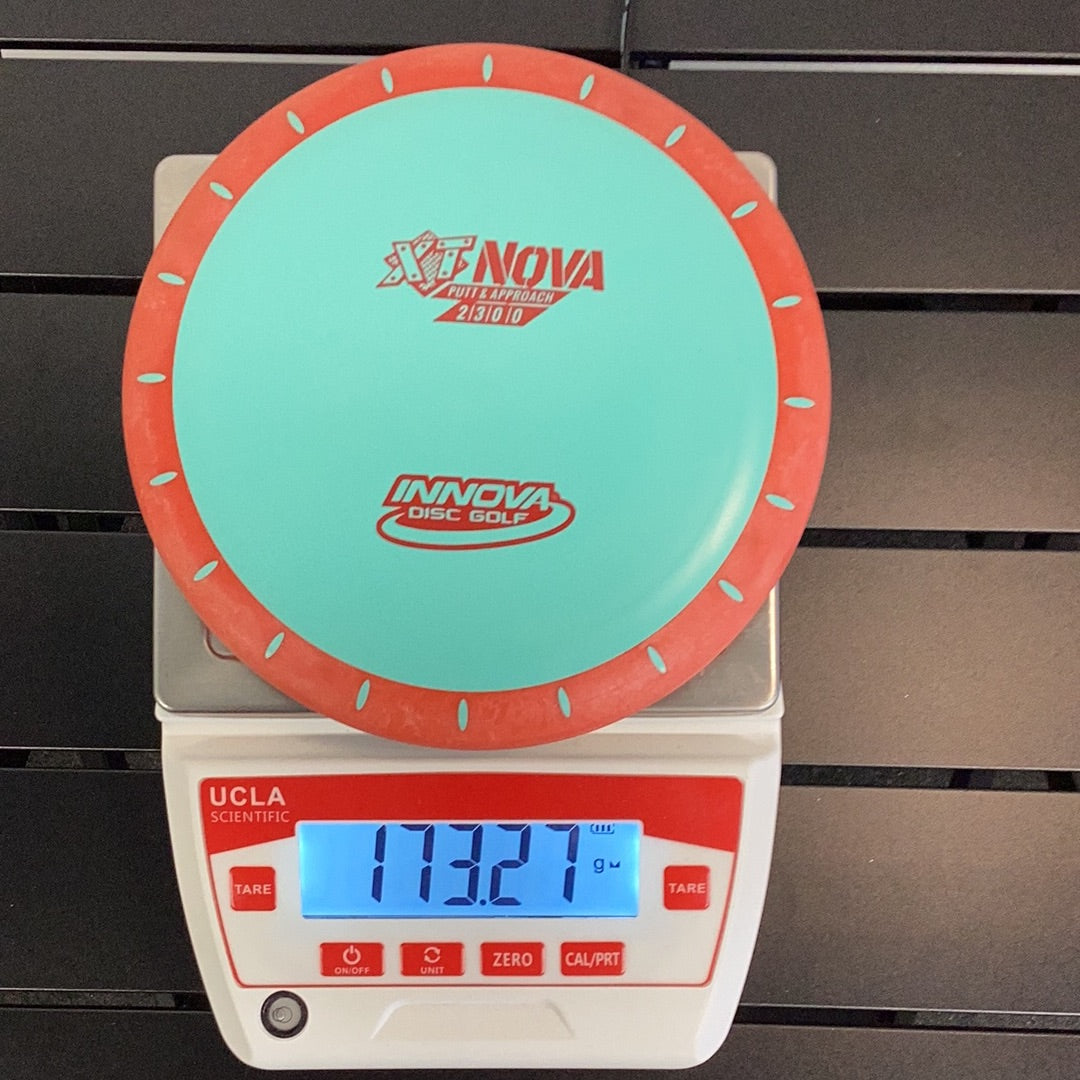 XT NOVA
PUTT & APPROACH
2|3|0|0
INNOVA
DISC GOLF
UCLA
SCIENTIFIC
173.27 g
TARE
TARE
ON/OFF
UNIT
ZERO
CAL/PRT